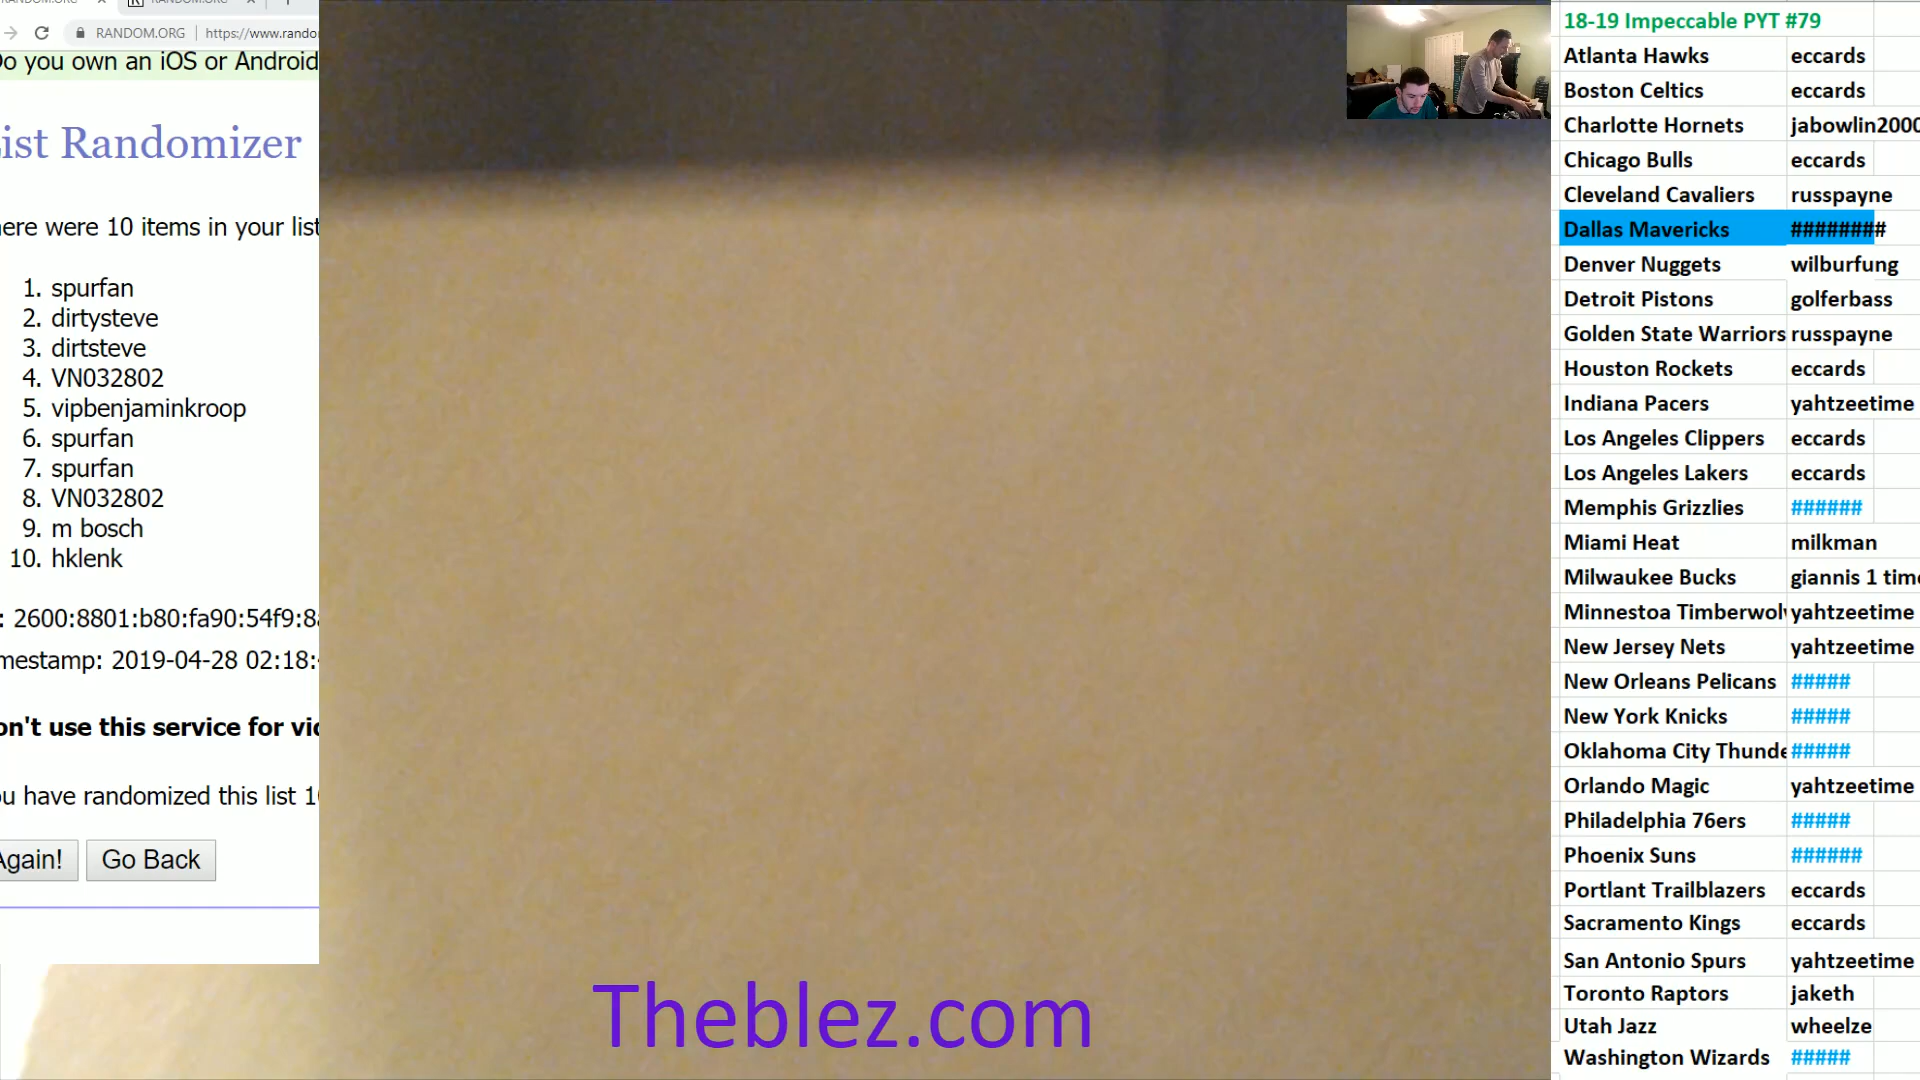 RANDOM.ORG https://www.rando
Do you own an iOS or Android
ist Randomizer
ere were 10 items in your list
1. spurfan
2. dirtysteve
3. dirtsteve
4. VN032802
5. vipbenjaminkroop
6. spurfan
7. spurfan
8. VN032802
9. m bosch
10. hklenk
: 2600:8801:b80:fa90:54f9:8a
mestamp: 2019-04-28 02:18:
on't use this service for vid
u have randomized this list 1
Again! Go Back
Theblez.com
18-19 Impeccable PYT #79
Atlanta Hawks eccards
Boston Celtics eccards
Charlotte Hornets jabowlin2000
Chicago Bulls eccards
Cleveland Cavaliers russpayne
Dallas Mavericks ########
Denver Nuggets wilburfung
Detroit Pistons golferbass
Golden State Warriors russpayne
Houston Rockets eccards
Indiana Pacers yahtzeetime
Los Angeles Clippers eccards
Los Angeles Lakers eccards
Memphis Grizzlies ######
Miami Heat milkman
Milwaukee Bucks giannis 1 time
Minnestoa Timberwolv yahtzeetime
New Jersey Nets yahtzeetime
New Orleans Pelicans #####
New York Knicks #####
Oklahoma City Thunde #####
Orlando Magic yahtzeetime
Philadelphia 76ers #####
Phoenix Suns ######
Portlant Trailblazers eccards
Sacramento Kings eccards
San Antonio Spurs yahtzeetime
Toronto Raptors jaketh
Utah Jazz wheelze
Washington Wizards #####